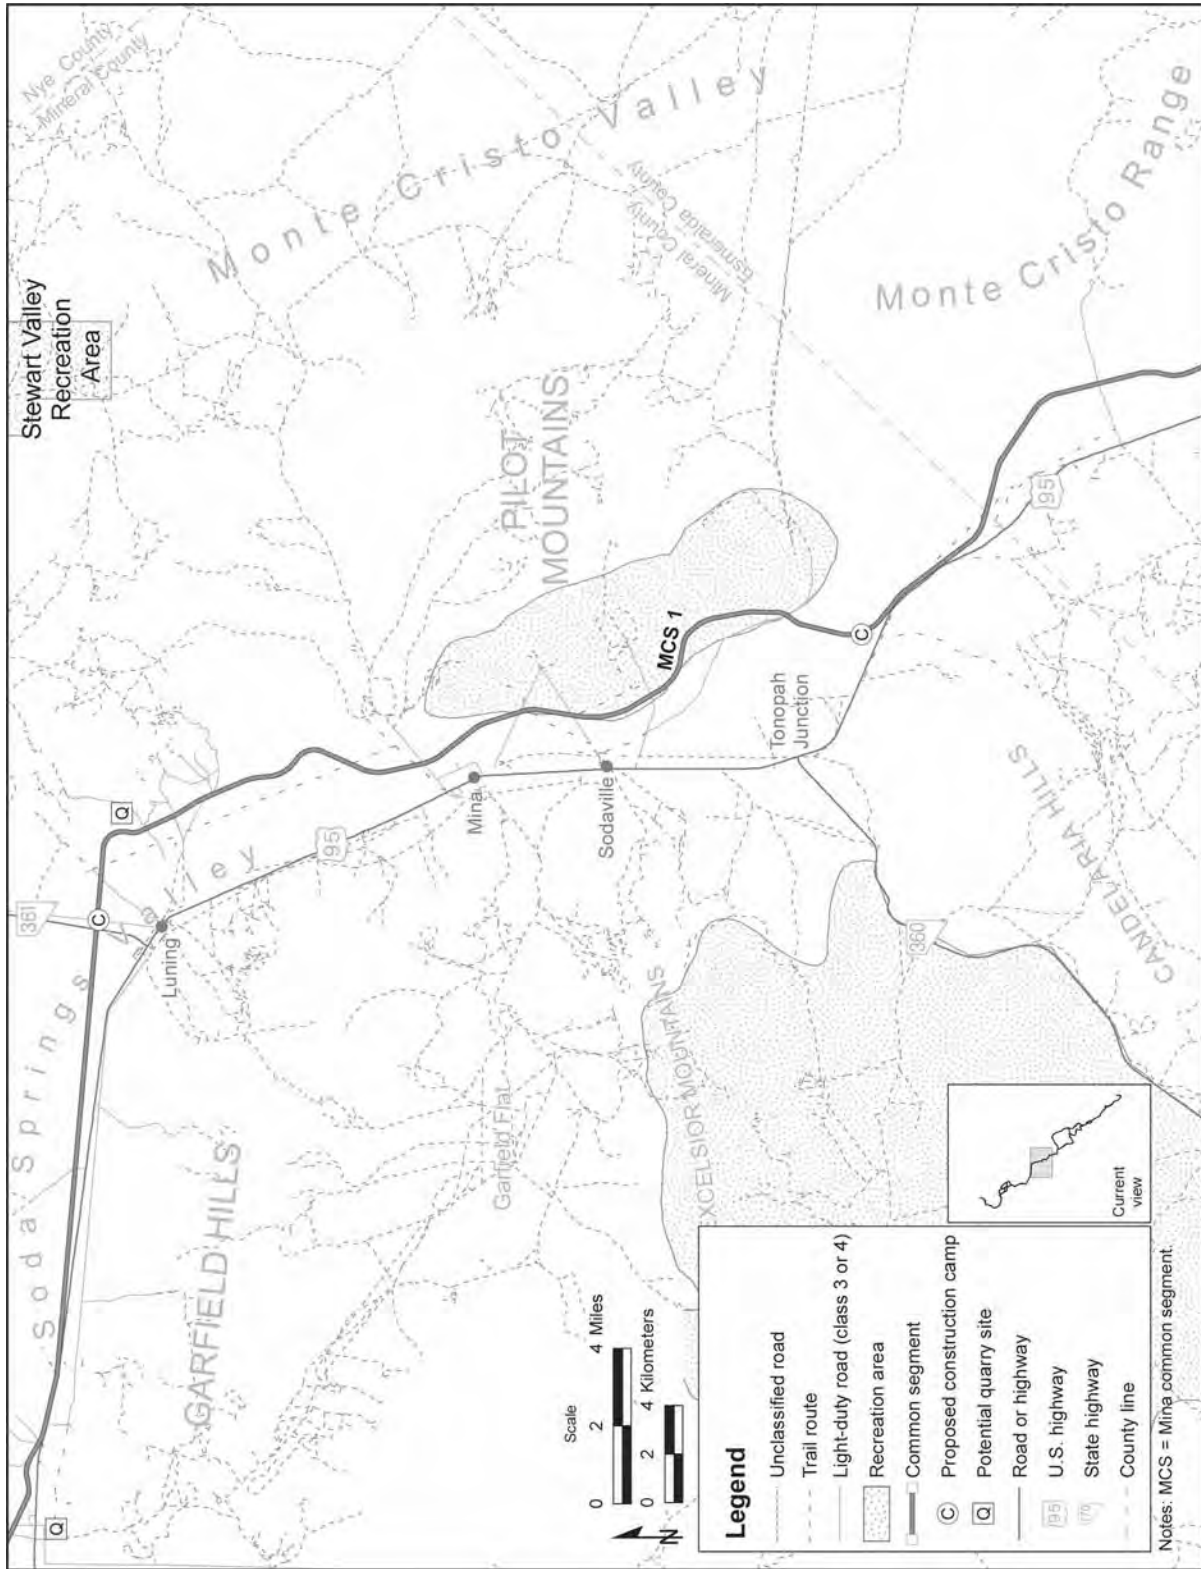 Nye County
Mineral County
Stewart Valley
Recreation
Area
Monte Cristo Valley
Mineral County
Esmeralda County
Monte Cristo Range
PILOT
MOUNTAINS
MCS 1
C
95
Tonopah
Junction
Sodaville
Mina
95
Q
361
C
Luning
Soda Springs Valley
GARFIELD HILLS
Garfield Flat
EXCELSIOR MOUNTAINS
360
CANDELARIA HILLS
Q
Scale
0 2 4 Miles
0 2 4 Kilometers
N
Legend
Unclassified road
Trail route
Light-duty road (class 3 or 4)
Recreation area
Common segment
C Proposed construction camp
Q Potential quarry site
Road or highway
95 U.S. highway
State highway
County line
Current
view
Notes: MCS = Mina common segment.